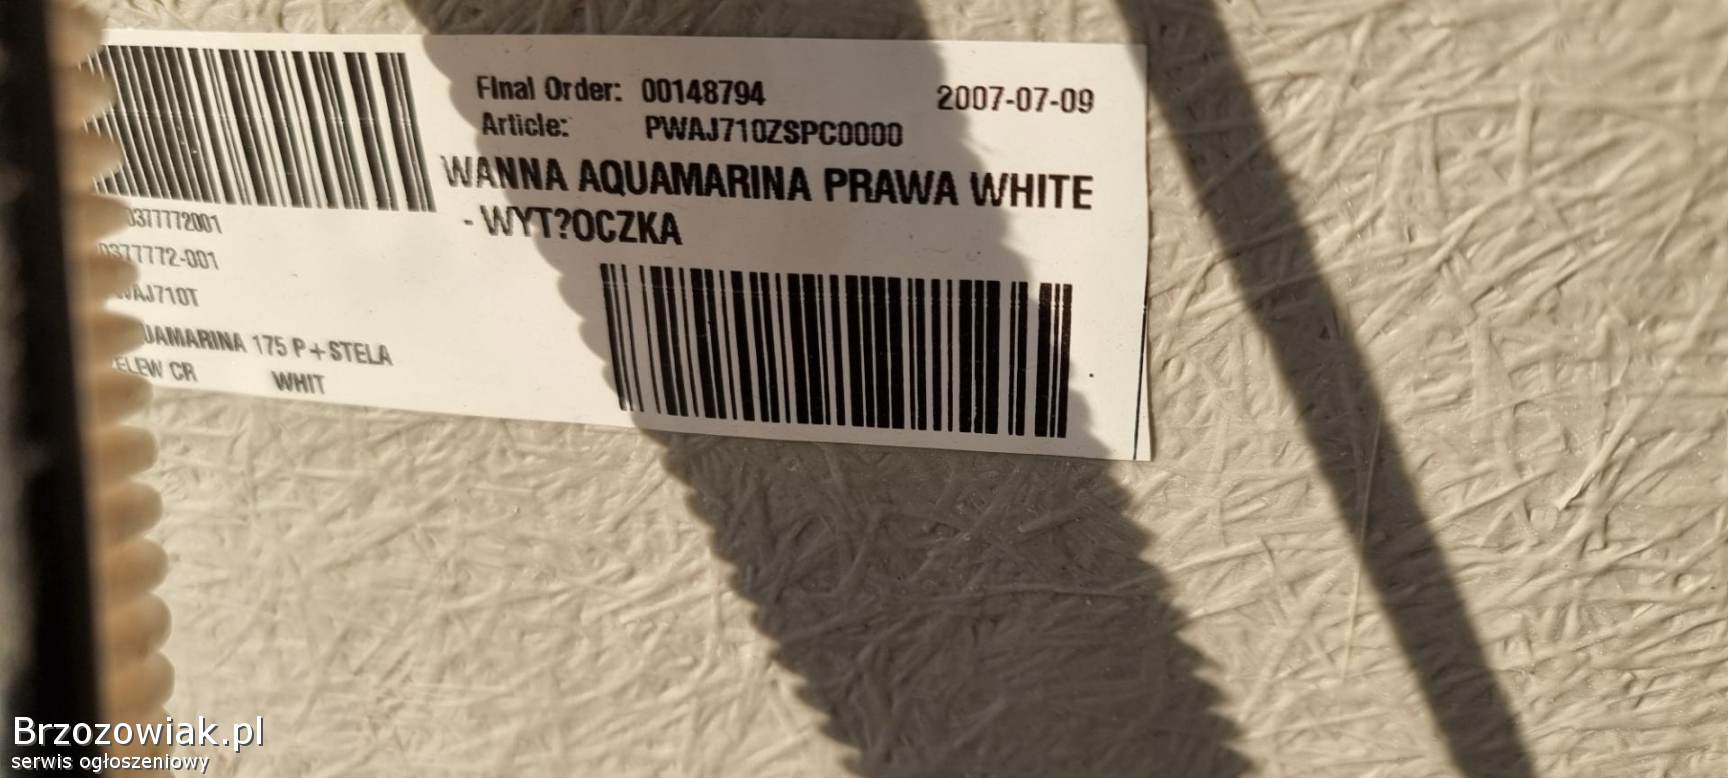 Final Order: 00148794 2007-07-09
Article: PWAJ710ZSPC0000
WANNA AQUAMARINA PRAWA WHITE
- WYT?OCZKA
0377772001
0377772-001
WAJ710T
UAMARINA 175 P+STELA
ELEW CR WHIT
Brzozowiak.pl
serwis ogłoszeniowy